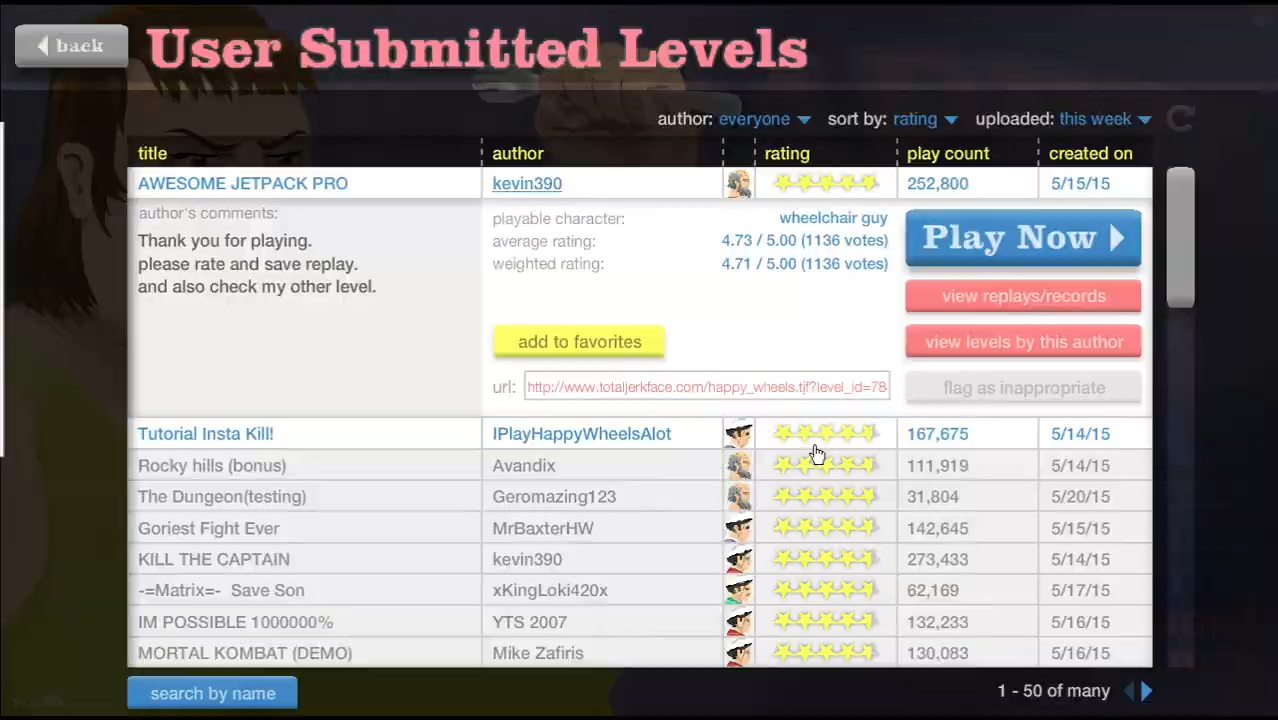 back
User Submitted Levels
author: everyone sort by: rating uploaded: this week
title author rating play count created on
AWESOME JETPACK PRO kevin390 252,800 5/15/15
author's comments:
Thank you for playing.
please rate and save replay.
and also check my other level.
playable character: wheelchair guy
average rating: 4.73 / 5.00 (1136 votes)
weighted rating: 4.71 / 5.00 (1136 votes)
add to favorites
url: http://www.totaljerkface.com/happy_wheels.tjf?level_id=78
Play Now
view replays/records
view levels by this author
flag as inappropriate
Tutorial Insta Kill! IPlayHappyWheelsAlot 167,675 5/14/15
Rocky hills (bonus) Avandix 111,919 5/14/15
The Dungeon(testing) Geromazing123 31,804 5/20/15
Goriest Fight Ever MrBaxterHW 142,645 5/15/15
KILL THE CAPTAIN kevin390 273,433 5/14/15
-=Matrix=- Save Son xKingLoki420x 62,169 5/17/15
IM POSSIBLE 1000000% YTS 2007 132,233 5/16/15
MORTAL KOMBAT (DEMO) Mike Zafiris 130,083 5/16/15
search by name
1 - 50 of many